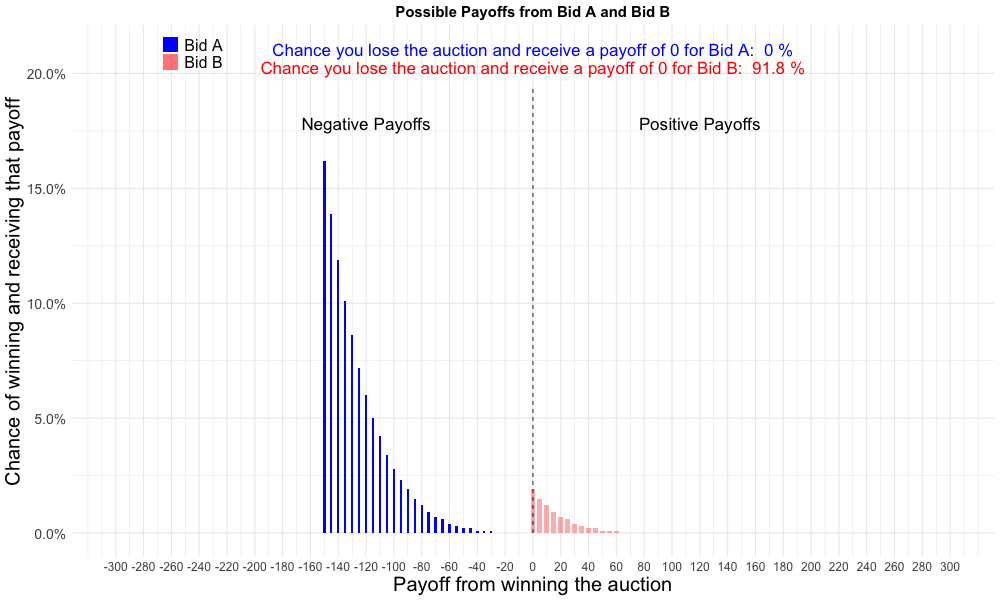 Possible Payoffs from Bid A and Bid B
Bid A
Bid B
Chance you lose the auction and receive a payoff of 0 for Bid A:  0 %
Chance you lose the auction and receive a payoff of 0 for Bid B:  91.8 %
Negative Payoffs
Positive Payoffs
Chance of winning and receiving that payoff
20.0%
15.0%
10.0%
5.0%
0.0%
-300 -280 -260 -240 -220 -200 -180 -160 -140 -120 -100 -80 -60 -40 -20 0 20 40 60 80 100 120 140 160 180 200 220 240 260 280 300
Payoff from winning the auction